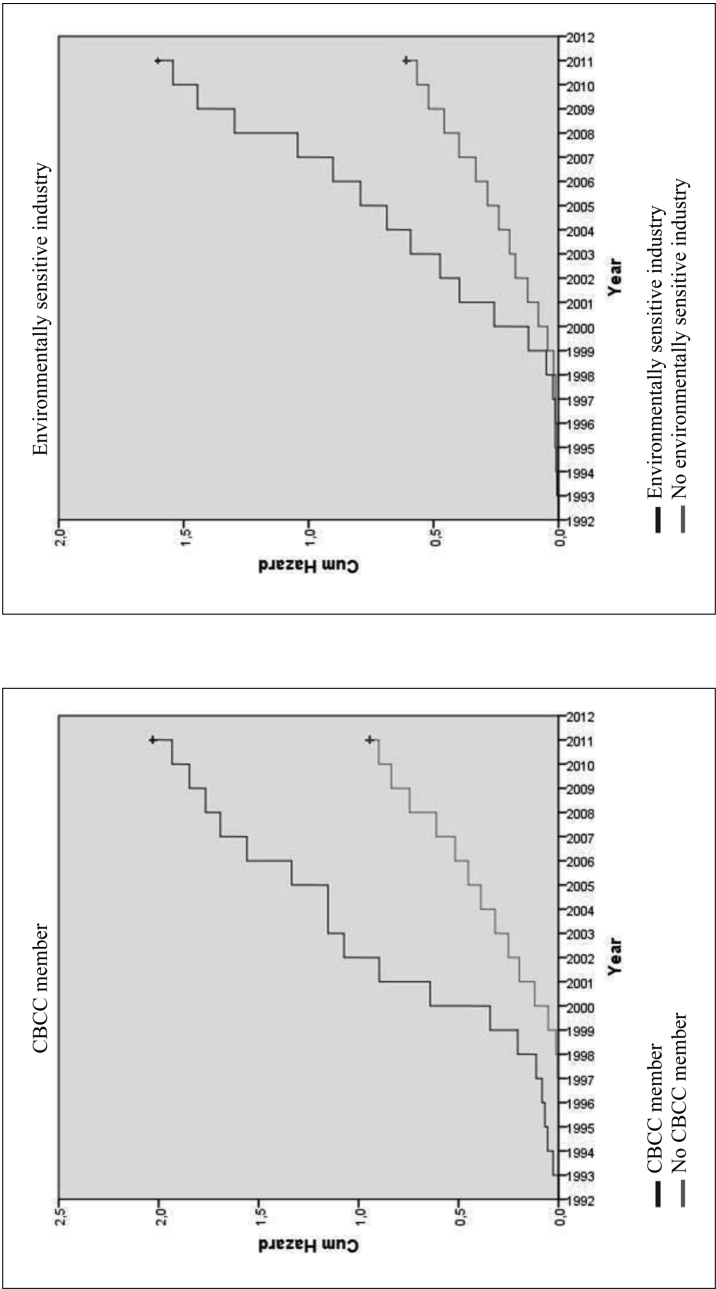 CBCC member
Cum Hazard
2,5
2,0
1,5
1,0
0,5
0,0
1992 1993 1994 1995 1996 1997 1998 1999 2000 2001 2002 2003 2004 2005 2006 2007 2008 2009 2010 2011 2012
Year
CBCC member
No CBCC member
Environmentally sensitive industry
Cum Hazard
2,0
1,5
1,0
0,5
0,0
1992 1993 1994 1995 1996 1997 1998 1999 2000 2001 2002 2003 2004 2005 2006 2007 2008 2009 2010 2011 2012
Year
Environmentally sensitive industry
No environmentally sensitive industry